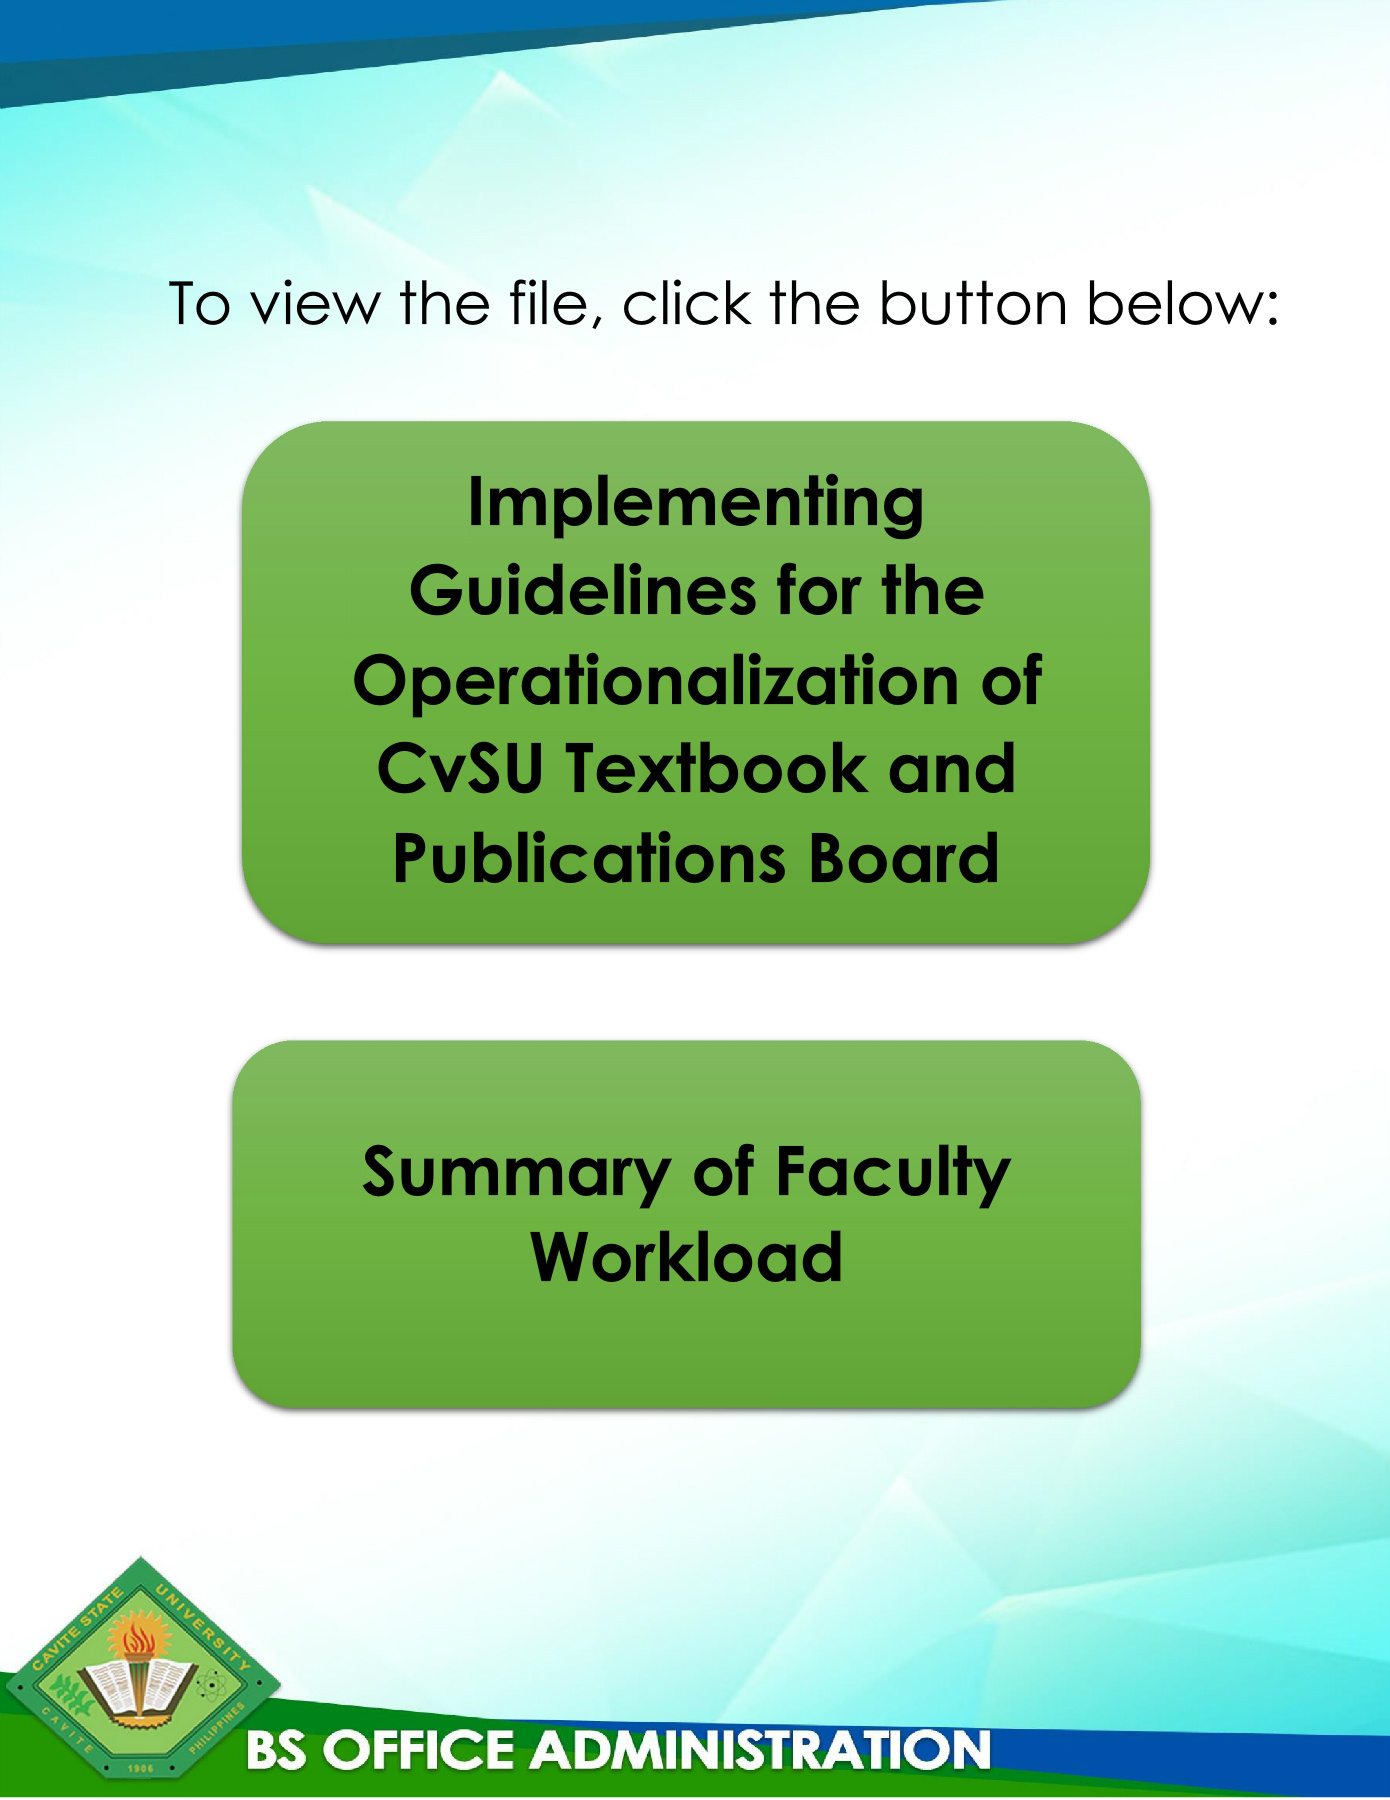 To view the file, click the button below:
Implementing
Guidelines for the
Operationalization of
CvSU Textbook and
Publications Board
Summary of Faculty
Workload
CAVITE STATE UNIVERSITY
CAVITE PHILIPPINES
1906
BS OFFICE ADMINISTRATION